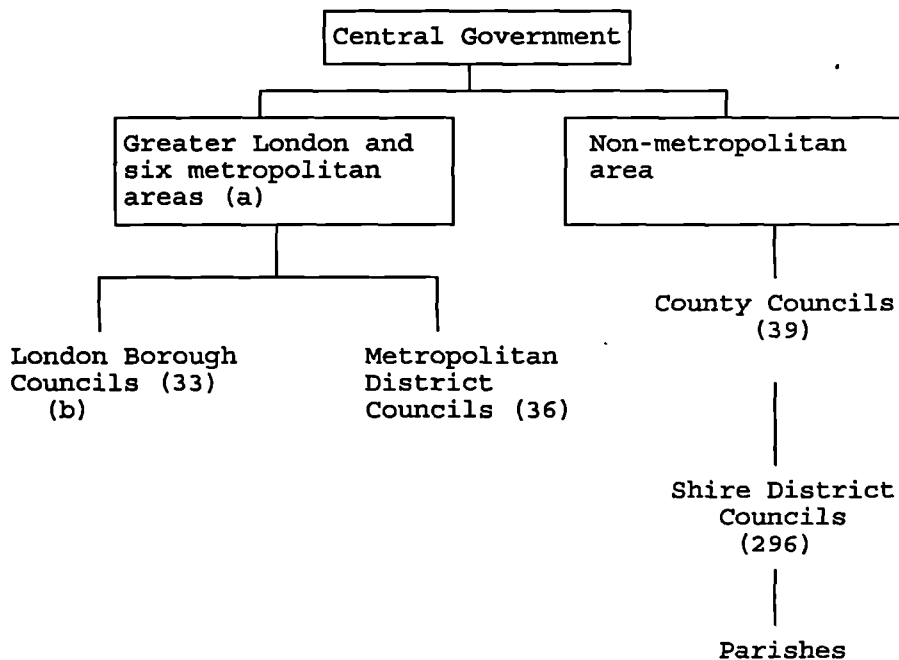 Central Government
Greater London and
six metropolitan
areas (a)
Non-metropolitan
area
London Borough
Councils (33)
(b)
Metropolitan
District
Councils (36)
County Councils
(39)
Shire District
Councils
(296)
Parishes